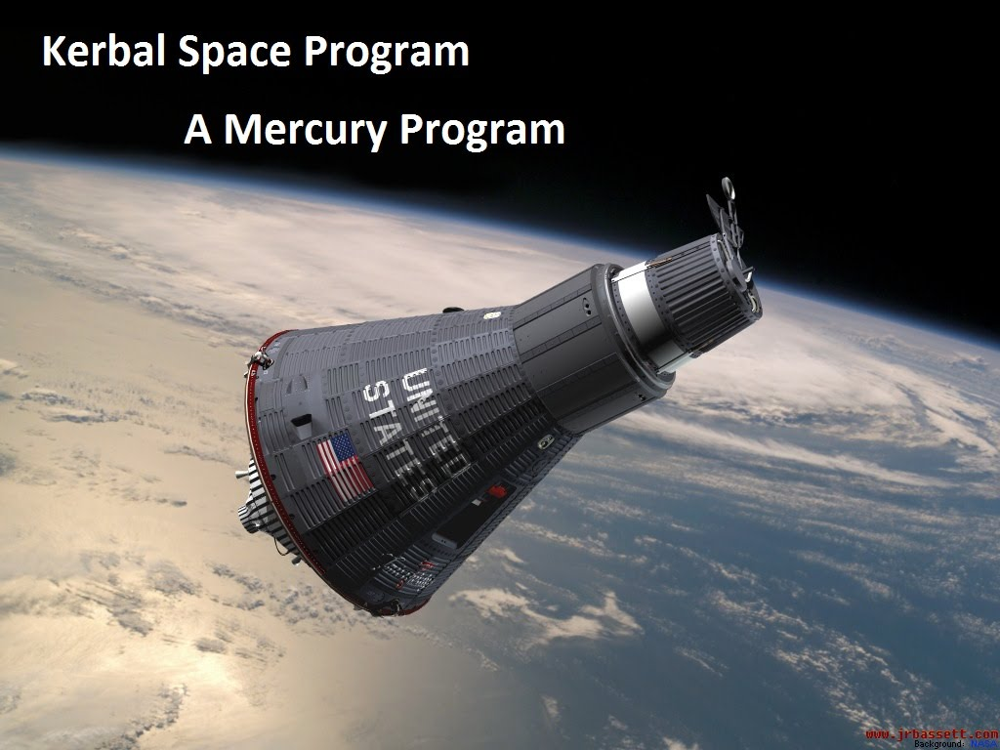 Kerbal Space Program
A Mercury Program
UNITED
STATES
www.jrbassett.com
Background: NASA